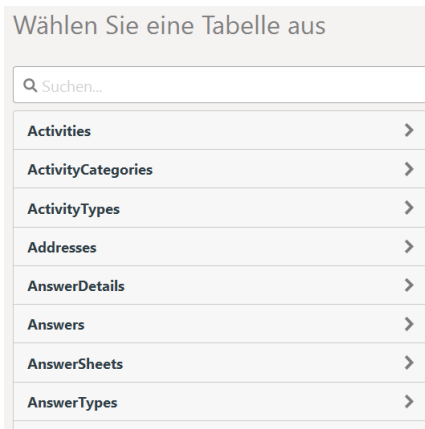 Wählen Sie eine Tabelle aus
Suchen...
Activities
ActivityCategories
ActivityTypes
Addresses
AnswerDetails
Answers
AnswerSheets
AnswerTypes